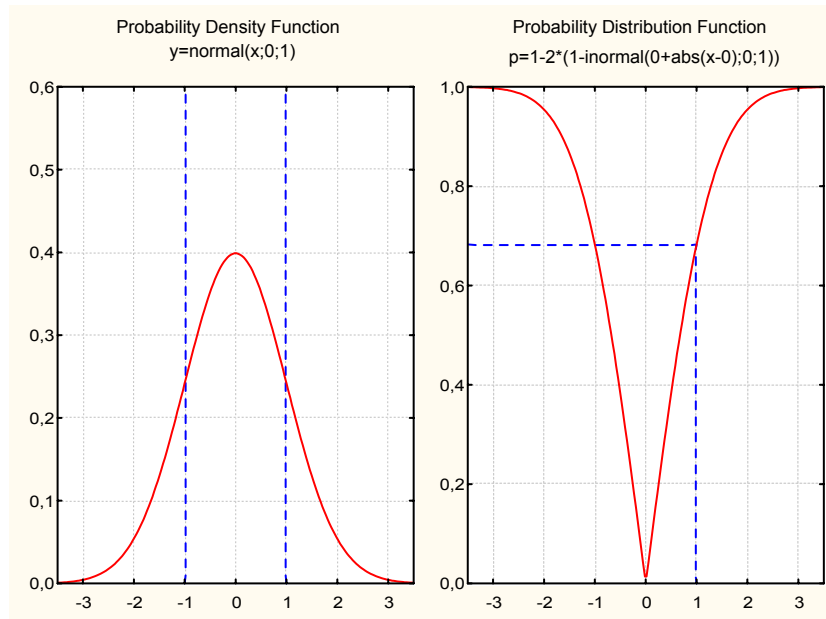 Probability Density Function
y=normal(x;0;1)
0,6
0,5
0,4
0,3
0,2
0,1
0,0
-3 -2 -1 0 1 2 3
Probability Distribution Function
p=1-2*(1-inormal(0+abs(x-0);0;1))
1,0
0,8
0,6
0,4
0,2
0,0
-3 -2 -1 0 1 2 3